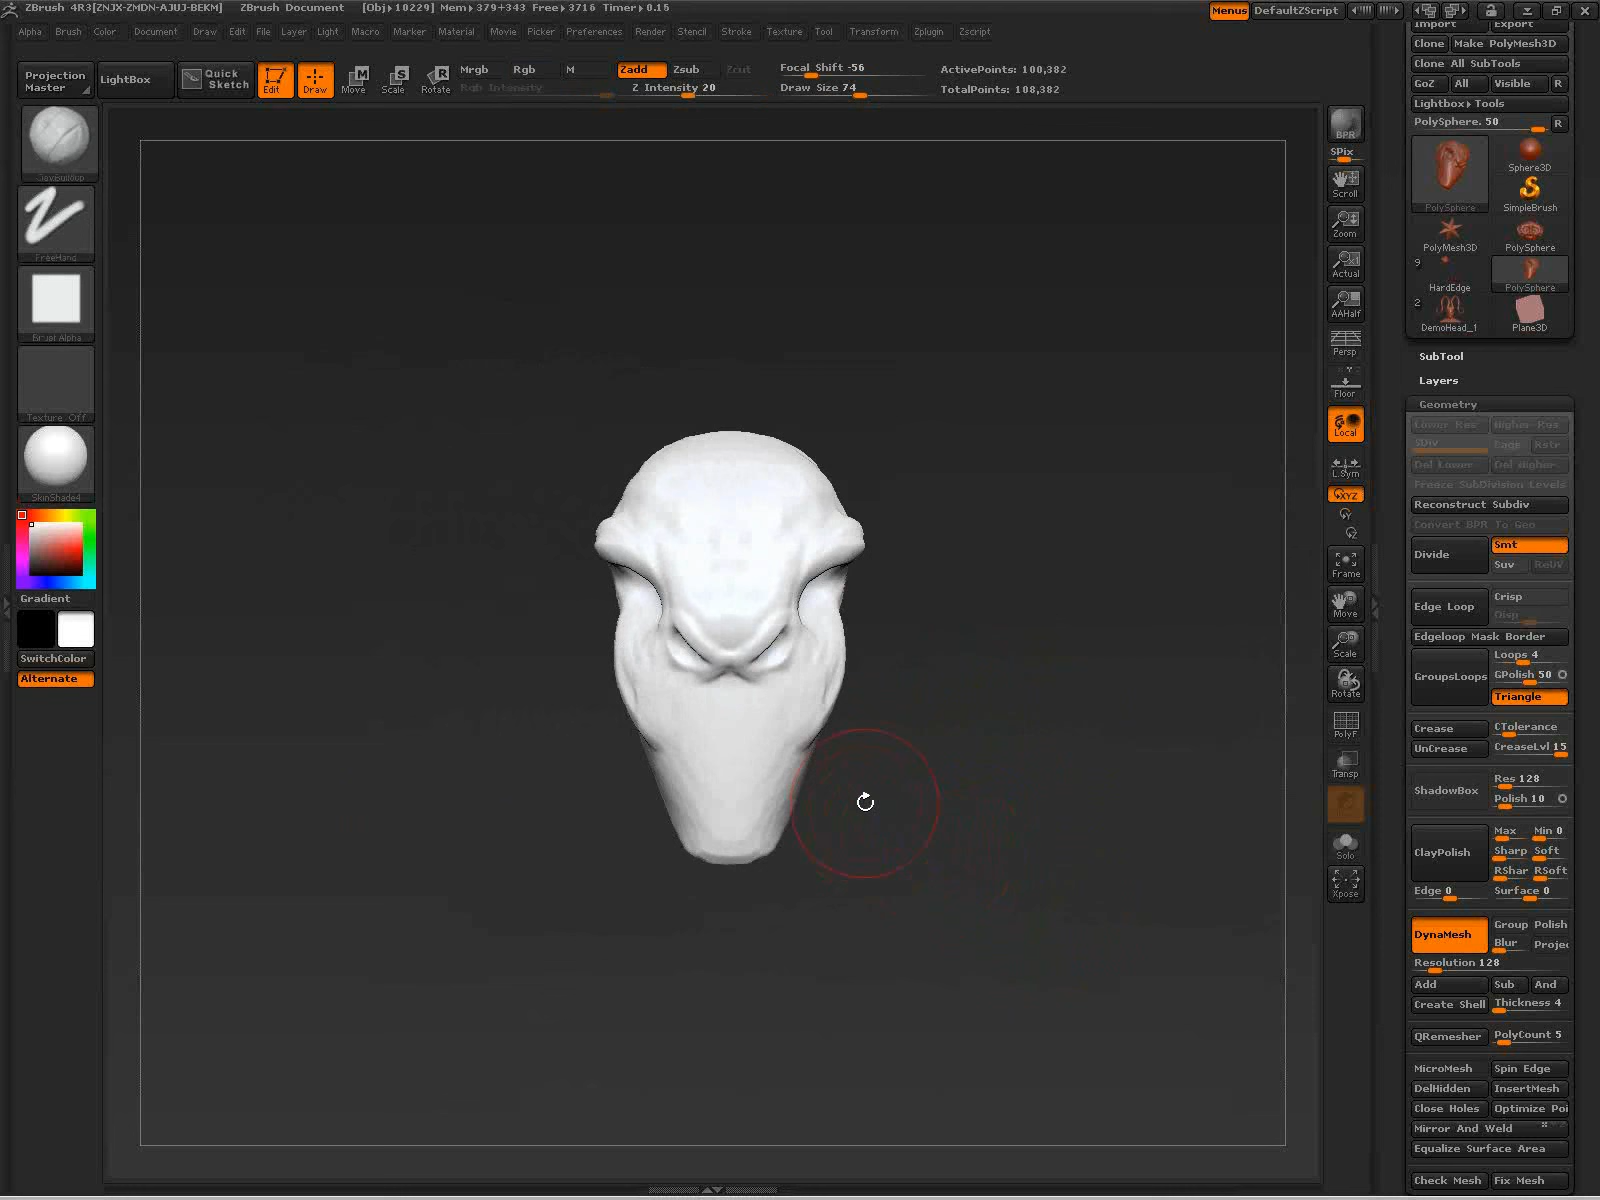 ZBrush 4R3[ZNJX-ZMDN-AJUJ-BEKM] ZBrush Document [Obj▸10229] Mem▸379+343 Free▸3716 Timer▸0.15 Menus DefaultZScript
Alpha Brush Color Document Draw Edit File Layer Light Macro Marker Material Movie Picker Preferences Render Stencil Stroke Texture Tool Transform Zplugin Zscript
Projection Master
LightBox
Quick Sketch
Edit
Draw
Move
Scale
Rotate
Mrgb Rgb M
Rgb Intensity
Zadd Zsub Zcut
Z Intensity 20
Focal Shift -56
Draw Size 74
ActivePoints: 100,382
TotalPoints: 108,382
FreeHand
Texture Off
SkinShade4
Gradient
SwitchColor
Alternate
BPR
SPix
Scroll
Zoom
Actual
AAHalf
Persp
Floor
Local
L.Sym
XYZ
Y
Z
Frame
Move
Scale
Rotate
PolyF
Transp
Solo
Xpose
Import Export
Clone Make PolyMesh3D
Clone All SubTools
GoZ All Visible R
Lightbox▸Tools
PolySphere. 50 R
PolySphere
Sphere3D
SimpleBrush
PolyMesh3D
PolySphere
9
HardEdge
PolySphere
2
DemoHead_1
Plane3D
SubTool
Layers
Geometry
Lower Res Higher Res
SDiv Cage Rstr
Del Lower Del Higher
Freeze SubDivision Levels
Reconstruct Subdiv
Convert BPR To Geo
Divide Smt
Suv ReUV
Edge Loop Crisp
Disp
Edgeloop Mask Border
GroupsLoops Loops 4
GPolish 50
Triangle
Crease CTolerance
UnCrease CreaseLvl 15
ShadowBox Res 128
Polish 10
ClayPolish Max Min 0
Sharp Soft
RShar RSoft
Edge 0 Surface 0
DynaMesh Group Polish
Blur Projec
Resolution 128
Add Sub And
Create Shell Thickness 4
QRemesher PolyCount 5
MicroMesh Spin Edge
DelHidden InsertMesh
Close Holes Optimize Poi
Mirror And Weld
Equalize Surface Area
Check Mesh Fix Mesh